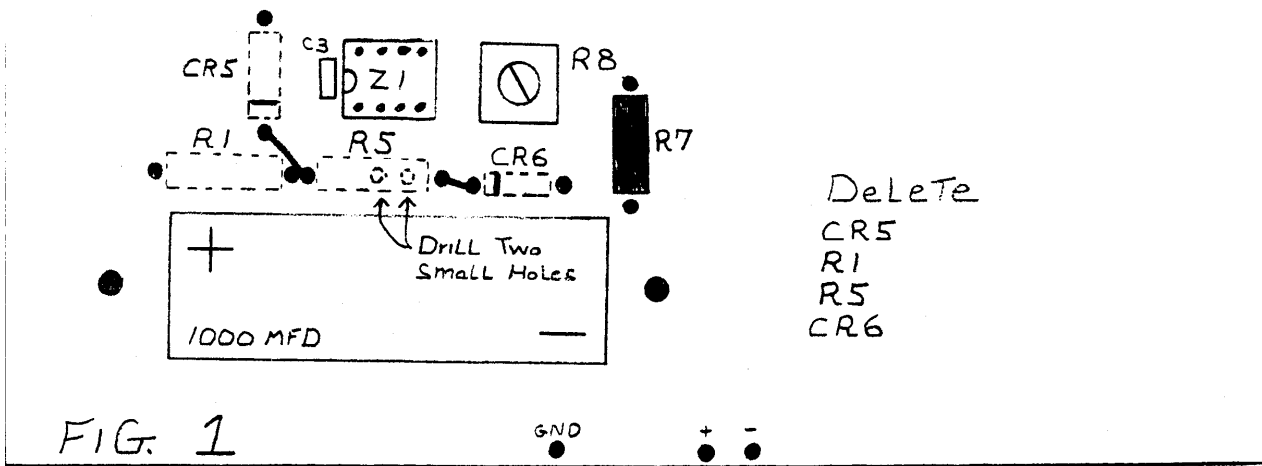 C3
CR5
Z1
R8
R1
R5
CR6
R7
Drill Two
Small Holes
+
1000 MFD
−
DeLeTe
CR5
R1
R5
CR6
FIG. 1
GND
+ -